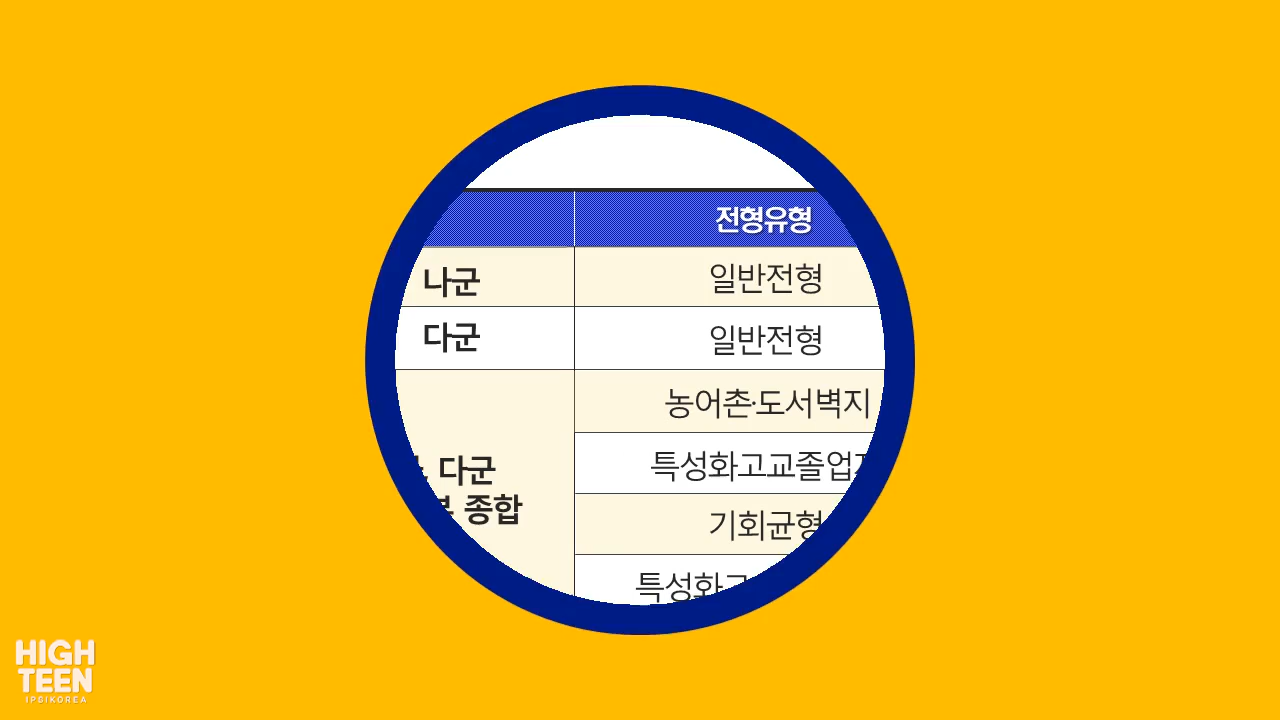 전형유형
나군 일반전형
다군 일반전형
농어촌·도서벽지
다군 특성화고교졸업
종합 기회균형
HIGH
TEEN
IPSIKOREA